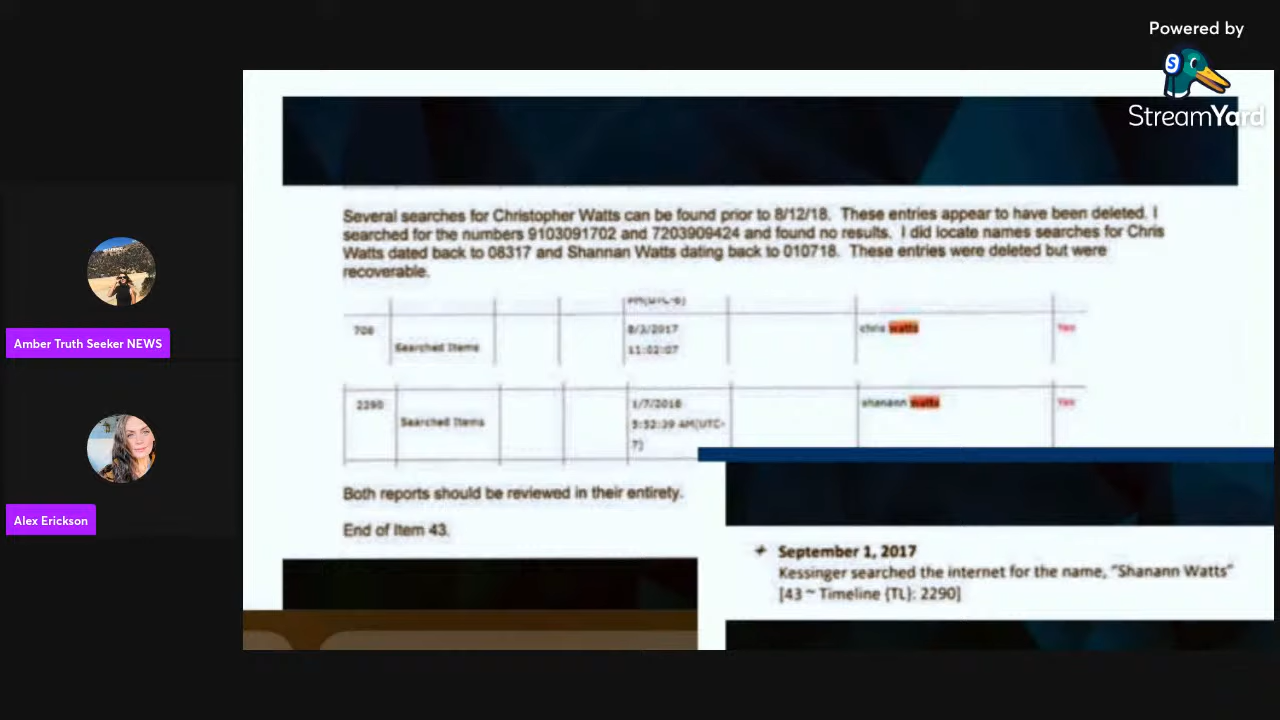 Powered by
StreamYard
Several searches for Christopher Watts can be found prior to 8/12/18. These entries appear to have been deleted. I
searched for the numbers 9103091702 and 7203909424 and found no results. I did locate names searches for Chris
Watts dated back to 08317 and Shannan Watts dating back to 010718. These entries were deleted but were
recoverable.
PM(UTC-6)
706 Searched Items 8/3/2017 chris watts Yes
11:02:07
2290 Searched Items 1/7/2018 shanann watts Yes
AM(UTC-
7)
Both reports should be reviewed in their entirety.
End of Item 43.
September 1, 2017
Kessinger searched the internet for the name, "Shanann Watts"
[43 ~ Timeline {TL}: 2290]
Amber Truth Seeker NEWS
Alex Erickson